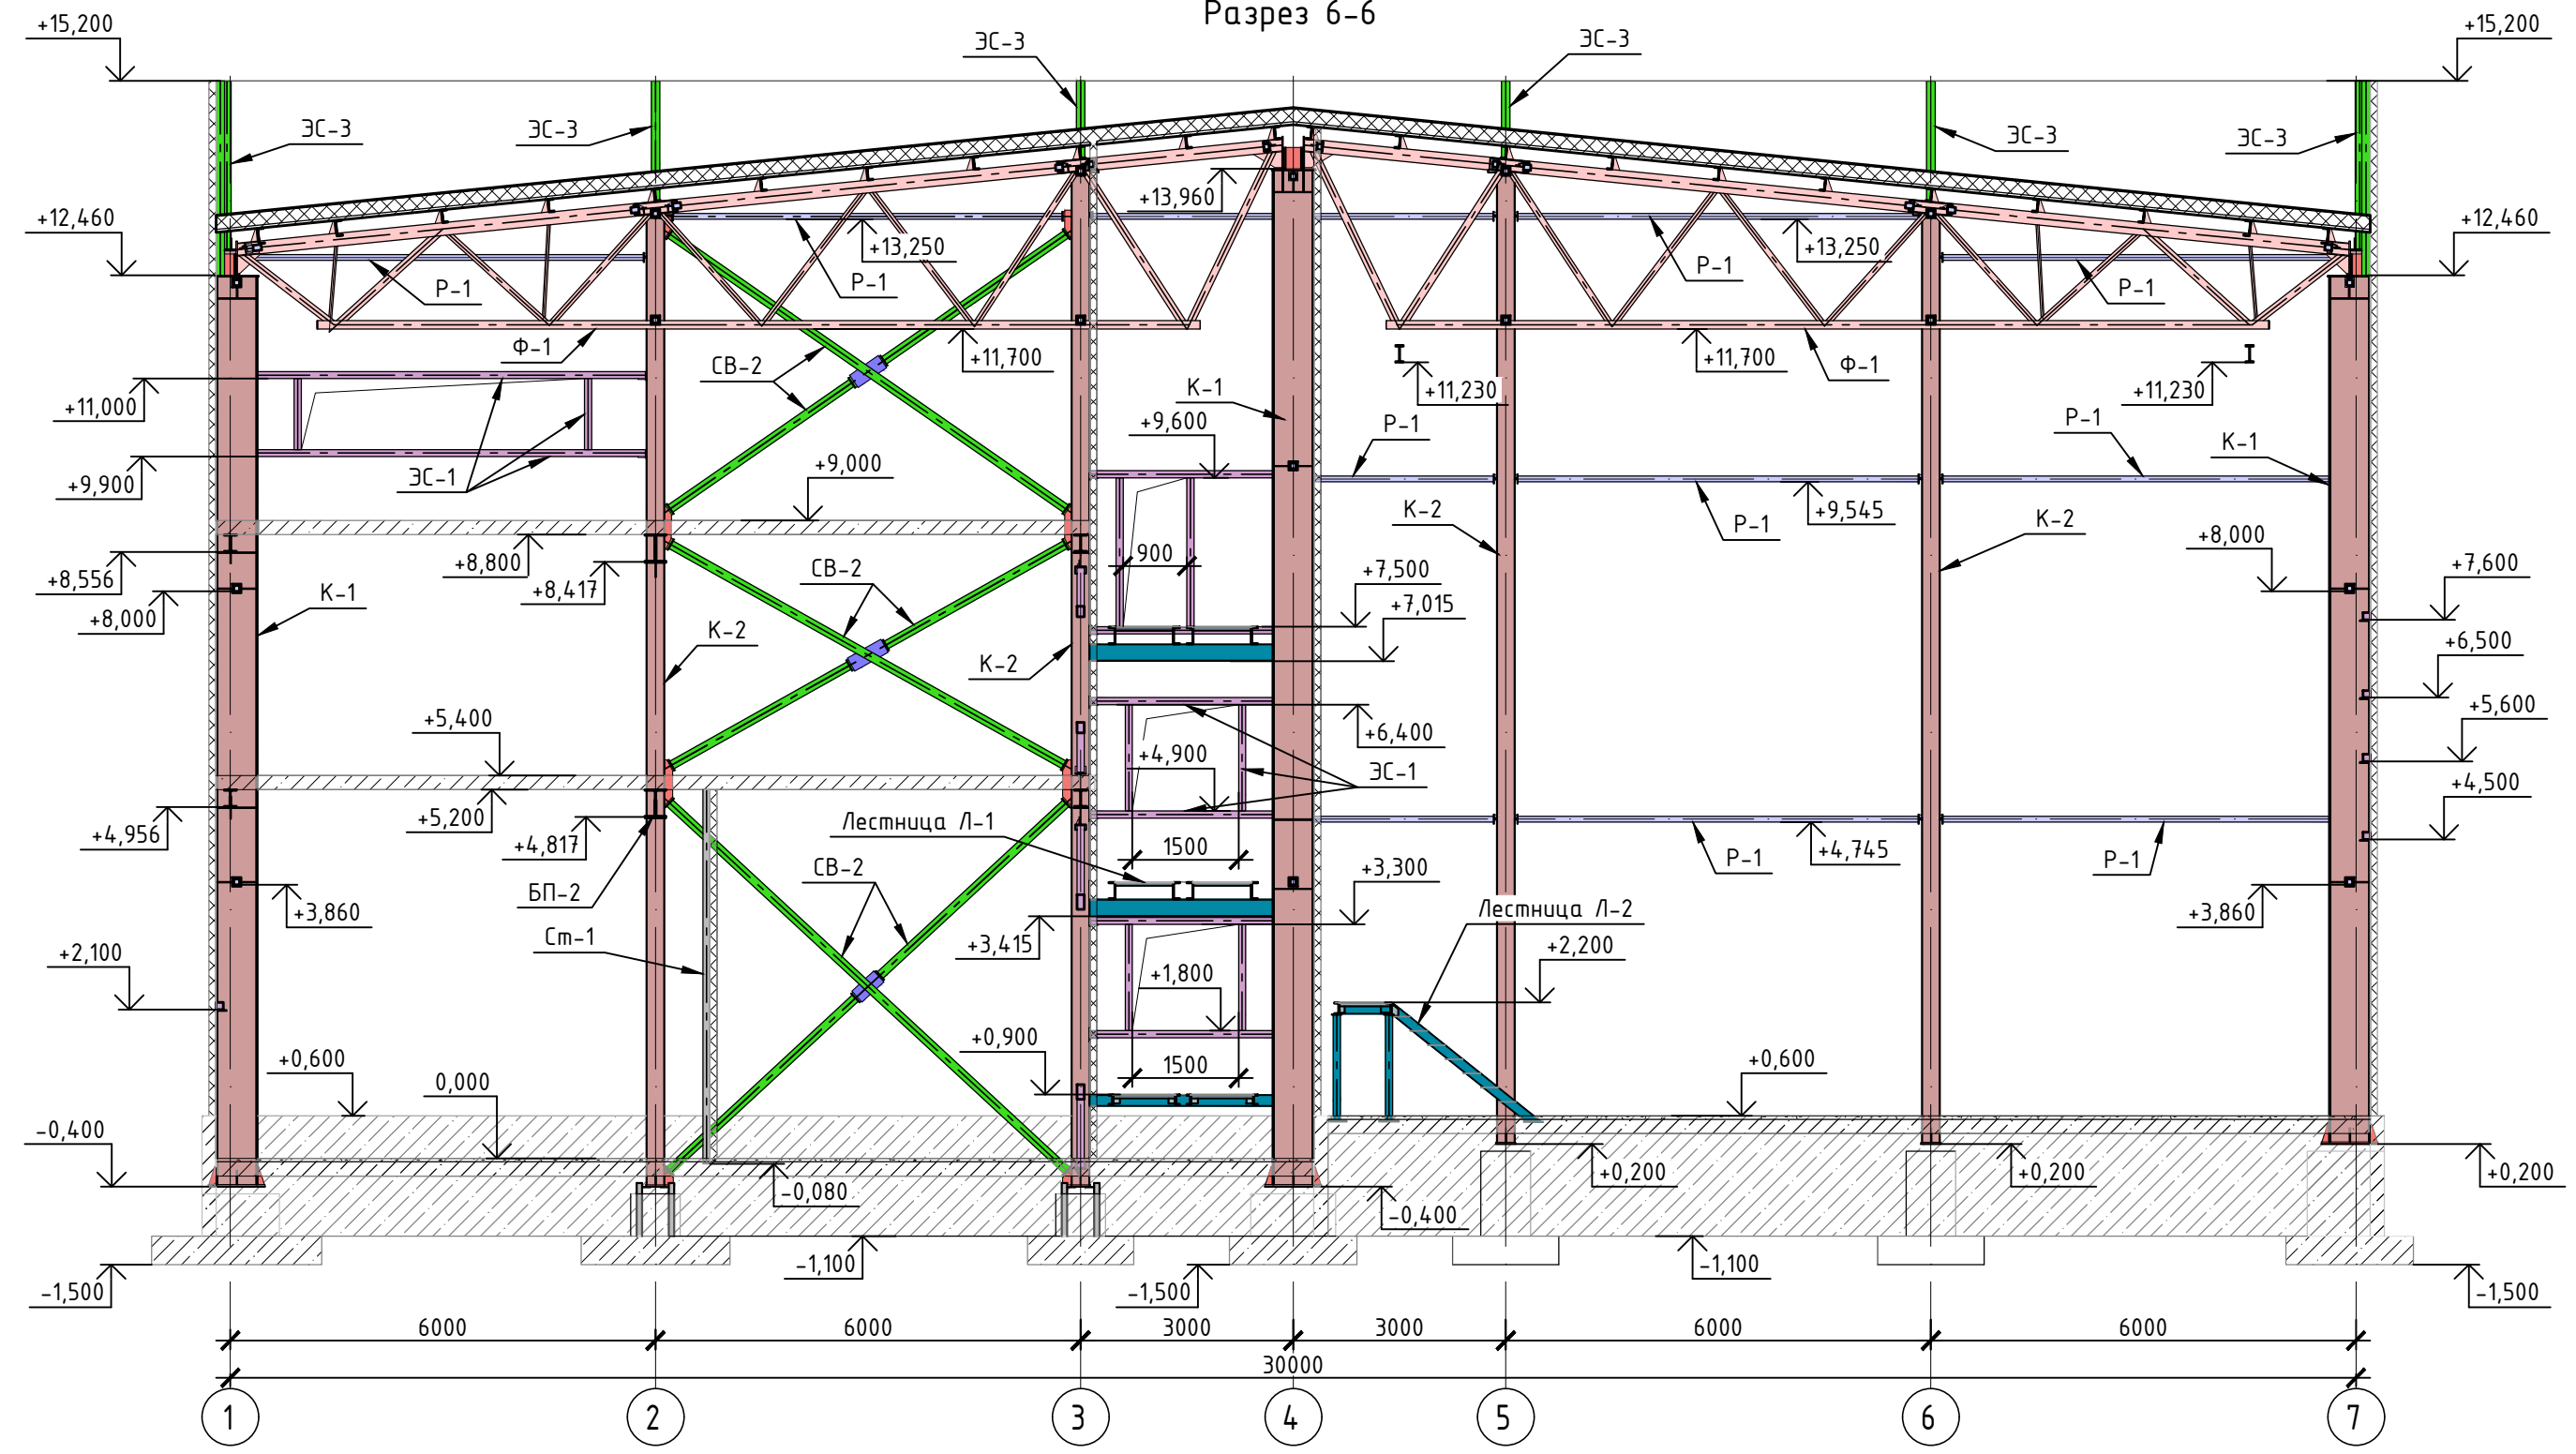 Разрез 6-6
+15,200
ЭС-3
ЭС-3
+15,200
ЭС-3
ЭС-3
ЭС-3
ЭС-3
+12,460
+13,960
+12,460
+13,250
+13,250
Р-1
Р-1
Р-1
Р-1
Ф-1
СВ-2
+11,700
+11,700
Ф-1
+11,000
К-1
+11,230
+11,230
+9,600
Р-1
Р-1
К-1
+9,900
ЭС-1
+9,000
К-2
+9,545
Р-1
К-2
+8,556
+8,800
+8,417
СВ-2
900
+7,500
+8,000
+7,600
+8,000
К-1
К-2
К-2
+7,015
+6,500
+5,400
+4,900
+6,400
ЭС-1
+5,600
+4,956
+5,200
+4,817
Лестница Л-1
1500
+4,745
Р-1
Р-1
+4,500
БП-2
СВ-2
+3,300
+3,860
Ст-1
+3,415
Лестница Л-2
+3,860
+2,100
+1,800
+2,200
+0,600
0,000
+0,900
1500
+0,600
-0,400
-0,080
-0,400
+0,200
+0,200
+0,200
-1,500
-1,100
-1,500
-1,100
-1,500
6000
6000
3000
3000
6000
6000
30000
1
2
3
4
5
6
7